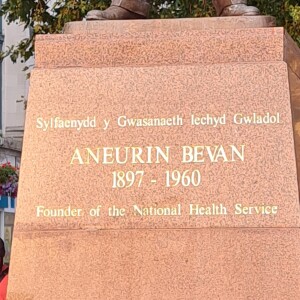 Sylfaenydd y Gwasanaeth Iechyd Gwladol
ANEURIN BEVAN
1897 - 1960
Founder of the National Health Service